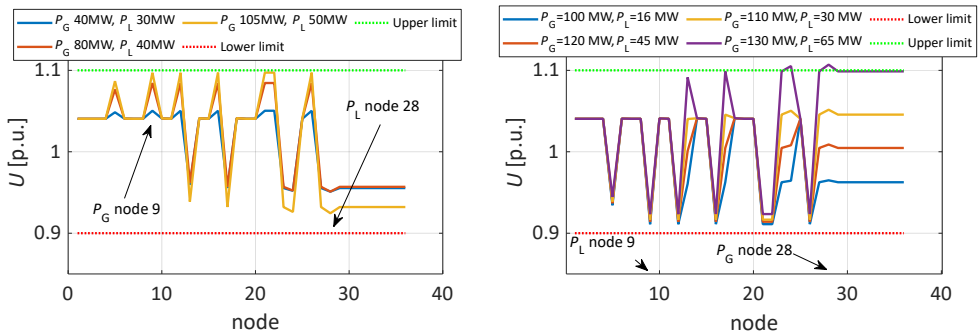 P_G 40MW, P_L 30MW P_G 105MW, P_L 50MW Upper limit
P_G 80MW, P_L 40MW Lower limit
1.1
1
0.9
U [p.u.]
P_L node 28
P_G node 9
0 10 20 30 40
node
P_G=100 MW, P_L=16 MW P_G=110 MW, P_L=30 MW Lower limit
P_G=120 MW, P_L=45 MW P_G=130 MW, P_L=65 MW Upper limit
1.1
1
0.9
U [p.u.]
P_L node 9
P_G node 28
10 20 30 40
node